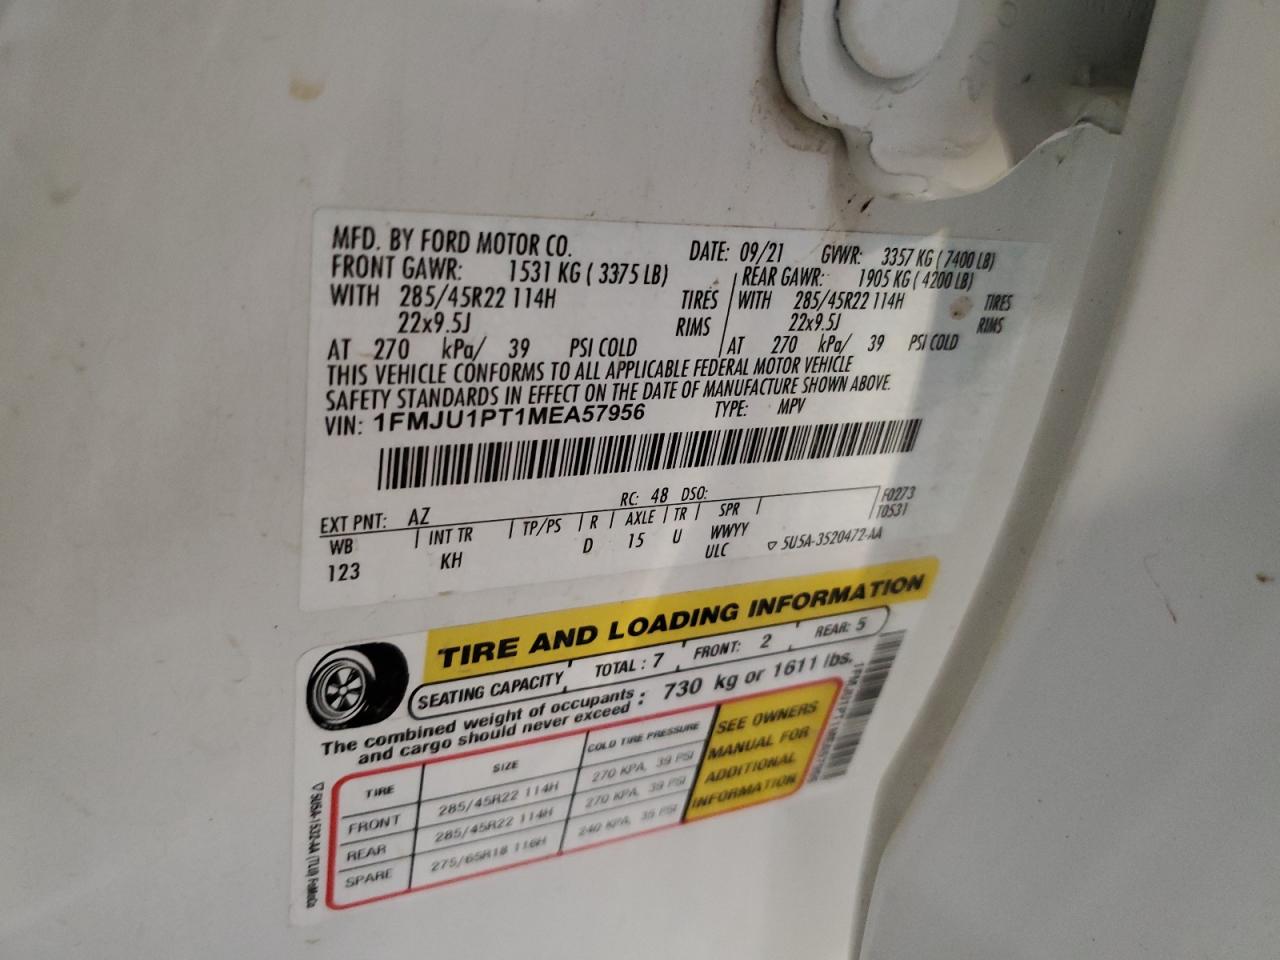 MFD. BY FORD MOTOR CO. DATE: 09/21 GVWR: 3357 KG ( 7400 LB)
FRONT GAWR: 1531 KG ( 3375 LB) REAR GAWR: 1905 KG ( 4200 LB)
WITH 285/45R22 114H TIRES WITH 285/45R22 114H TIRES
22x9.5J RIMS 22x9.5J RIMS
AT 270 kPa/ 39 PSI COLD AT 270 kPa/ 39 PSI COLD
THIS VEHICLE CONFORMS TO ALL APPLICABLE FEDERAL MOTOR VEHICLE
SAFETY STANDARDS IN EFFECT ON THE DATE OF MANUFACTURE SHOWN ABOVE.
VIN: 1FMJU1PT1MEA57956 TYPE: MPV
EXT PNT: AZ RC: 48 DSO: F0273
T0531
WB INT TR TP/PS R AXLE TR SPR
123 KH D 15 U WWYY
ULC ▽ 5U5A-3520472-AA
TIRE AND LOADING INFORMATION
SEATING CAPACITY TOTAL : 7 FRONT: 2 REAR: 5
The combined weight of occupants and cargo should never exceed : 730 kg or 1611 lbs.
TIRE SIZE COLD TIRE PRESSURE
FRONT 285/45R22 114H 270 KPA, 39 PSI
REAR 285/45R22 114H 270 KPA, 39 PSI
SPARE 275/65R18 116H 240 KPA, 35 PSI
SEE OWNERS
MANUAL FOR
ADDITIONAL
INFORMATION
1FMJU1PT1MEA57956